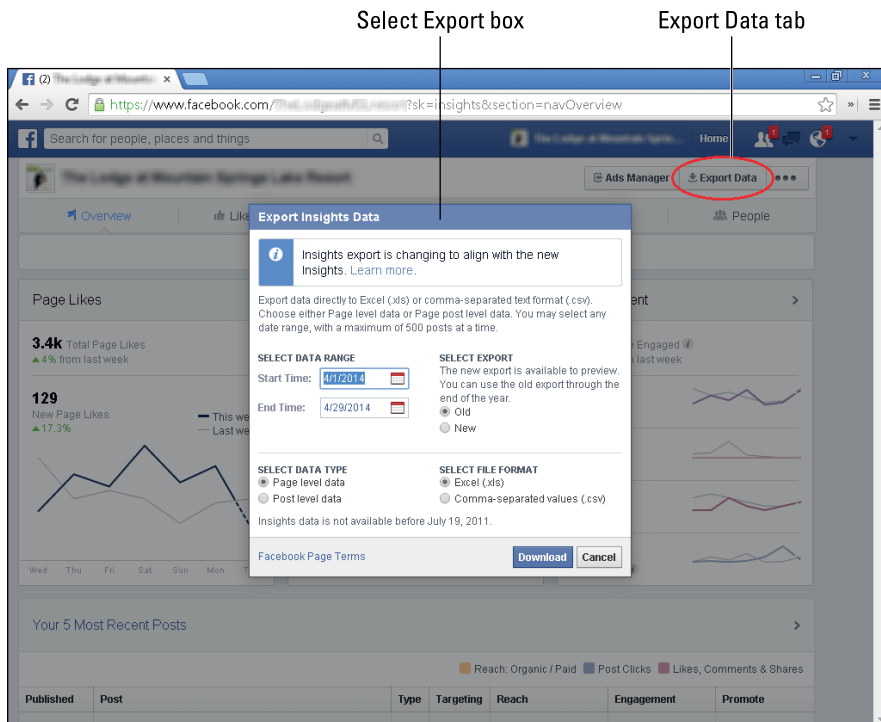 Select Export box
Export Data tab
(2)
https://www.facebook.com/ ?sk=insights&section=navOverview
Search for people, places and things
Home
1
1
Ads Manager
Export Data
Overview
Like
People
Export Insights Data
Insights export is changing to align with the new
Insights. Learn more.
Export data directly to Excel (.xls) or comma-separated text format (.csv).
Choose either Page level data or Page post level data. You may select any
date range, with a maximum of 500 posts at a time.
SELECT DATA RANGE
Start Time: 4/1/2014
End Time: 4/29/2014
SELECT EXPORT
The new export is available to preview.
You can use the old export through the
end of the year.
Old
New
SELECT DATA TYPE
Page level data
Post level data
SELECT FILE FORMAT
Excel (.xls)
Comma-separated values (.csv)
Insights data is not available before July 19, 2011.
Facebook Page Terms
Download
Cancel
Page Likes
3.4k Total Page Likes
4% from last week
129
New Page Likes
17.3%
This we
Last we
Wed Thu Fri Sat Sun Mon T
ent
Engaged
last week
Your 5 Most Recent Posts
Reach: Organic / Paid Post Clicks Likes, Comments & Shares
Published Post Type Targeting Reach Engagement Promote